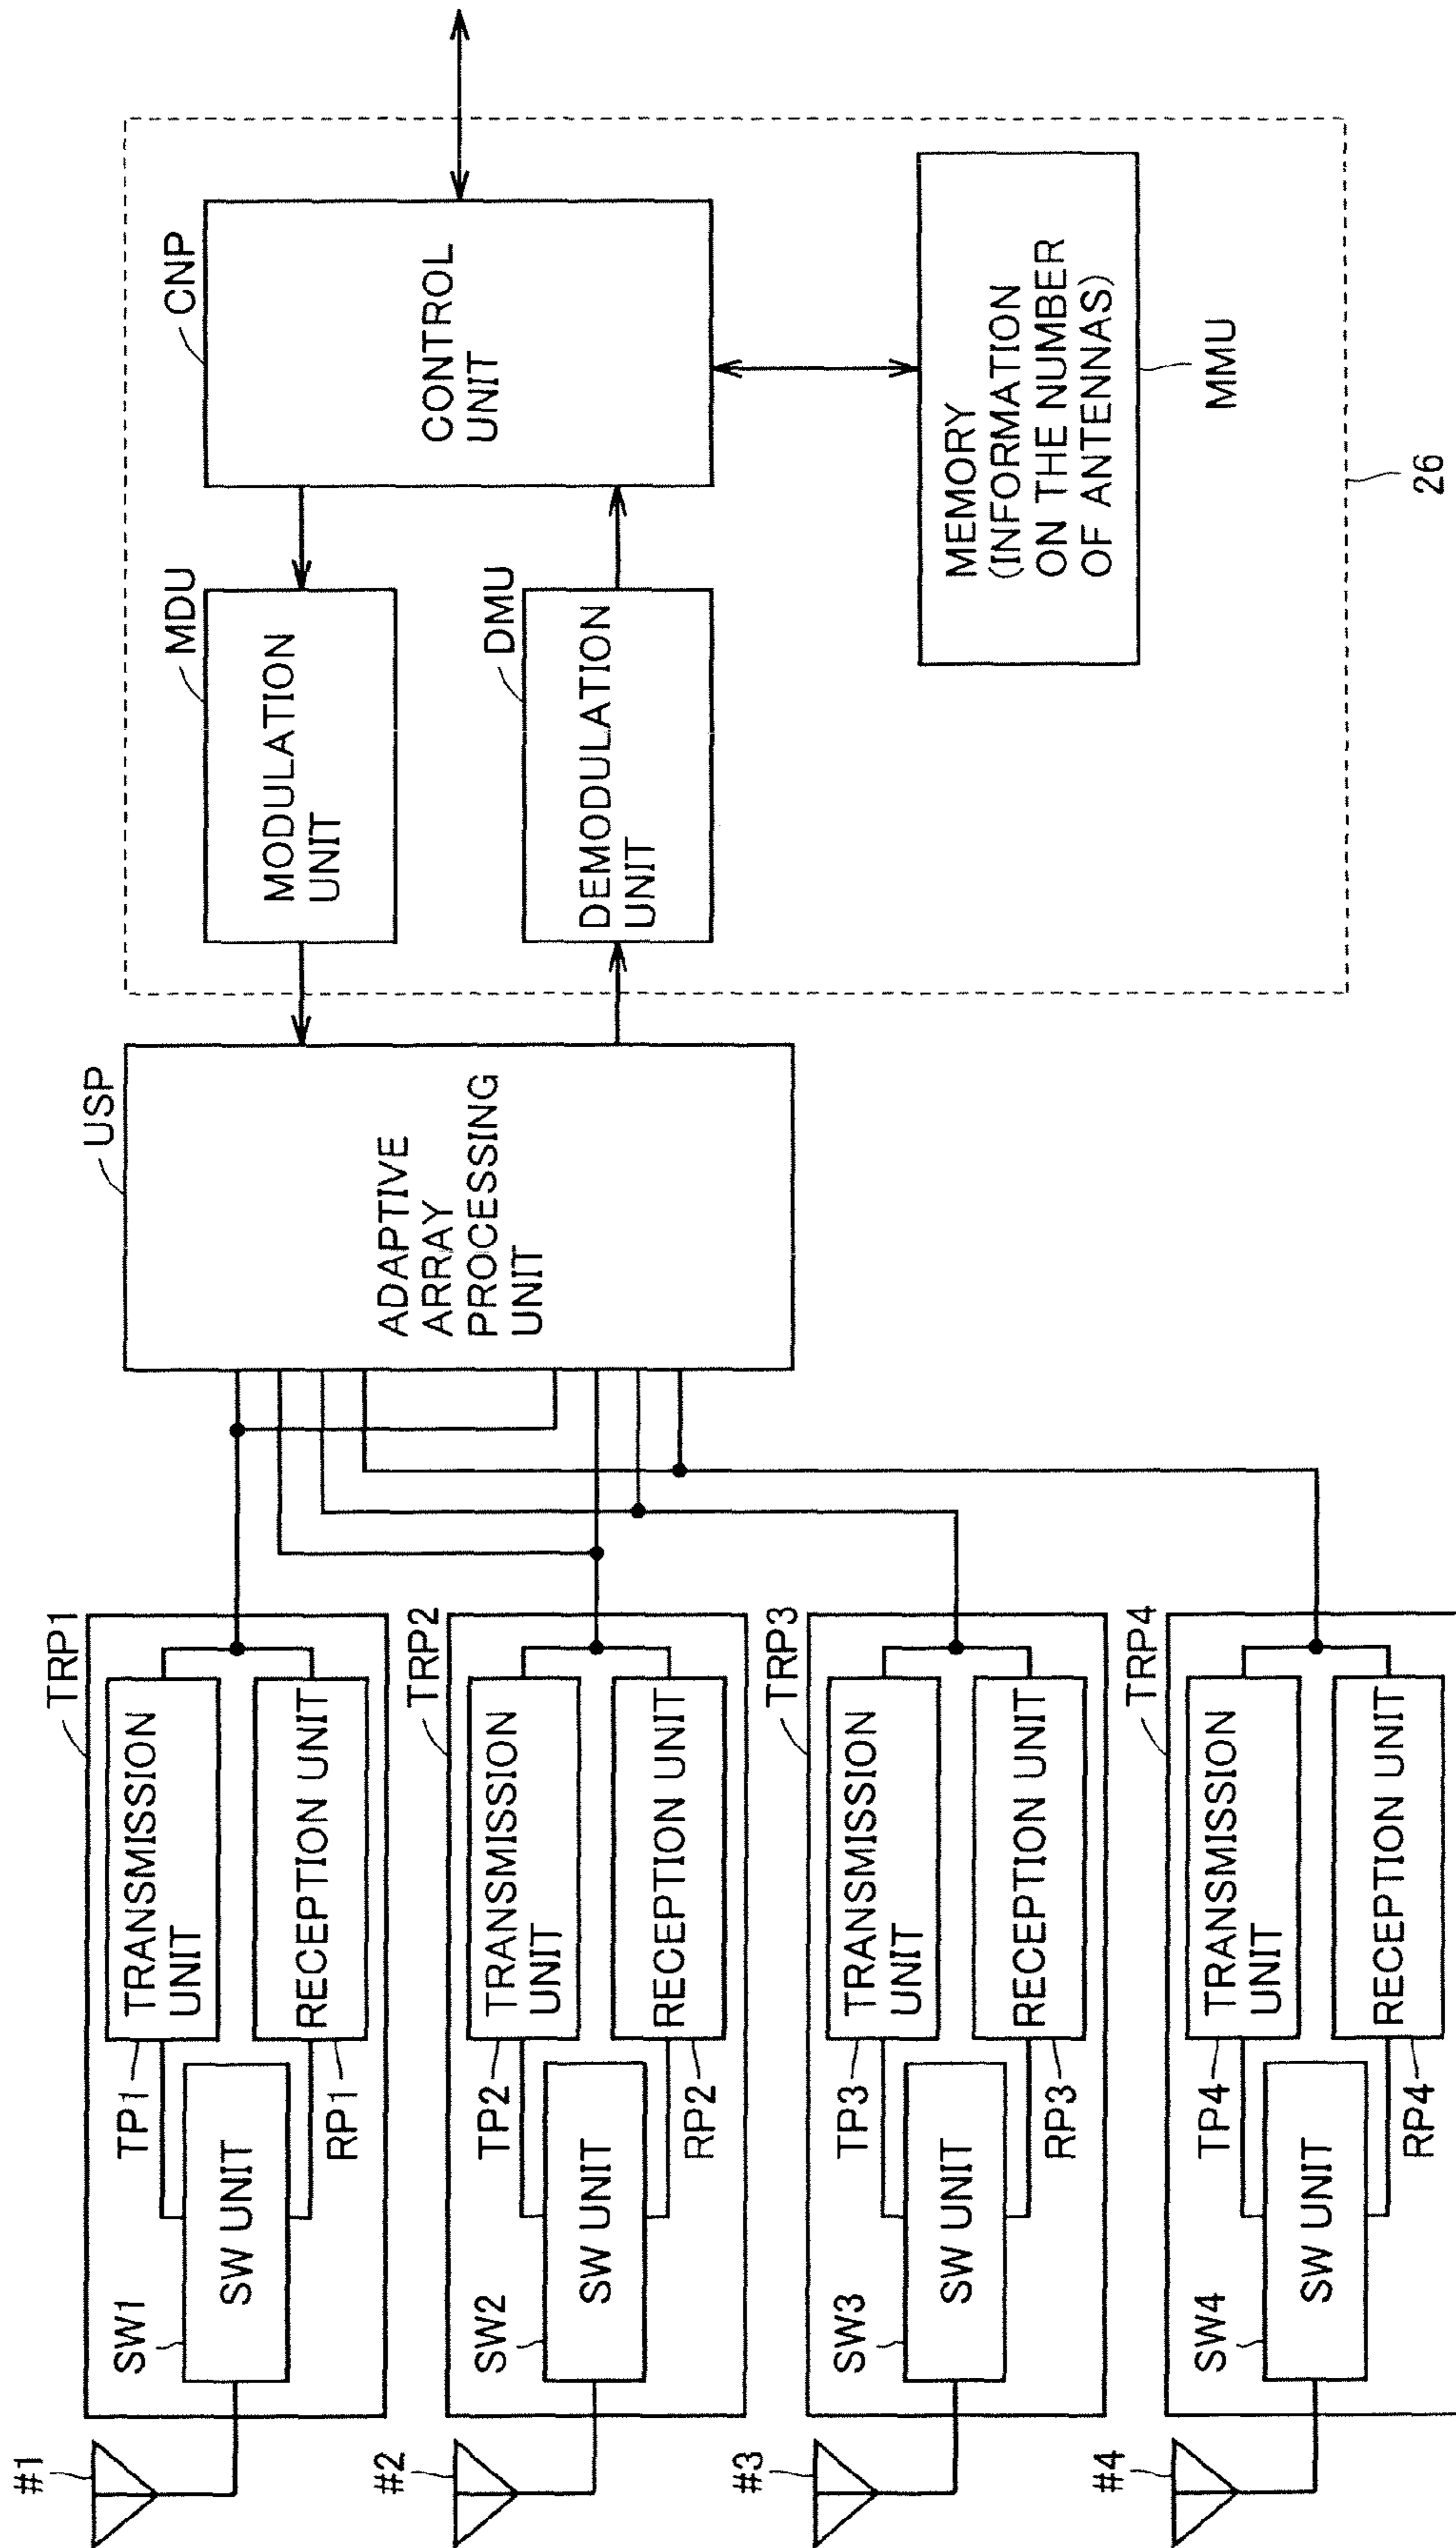 #1
SW1
SW UNIT
TP1
TRANSMISSION
UNIT
RP1
RECEPTION UNIT
TRP1
#2
SW2
SW UNIT
TP2
TRANSMISSION
UNIT
RP2
RECEPTION UNIT
TRP2
#3
SW3
SW UNIT
TP3
TRANSMISSION
UNIT
RP3
RECEPTION UNIT
TRP3
#4
SW4
SW UNIT
TP4
TRANSMISSION
UNIT
RP4
RECEPTION UNIT
TRP4
USP
ADAPTIVE
ARRAY
PROCESSING
UNIT
MDU
MODULATION
UNIT
DMU
DEMODULATION
UNIT
CNP
CONTROL
UNIT
MEMORY
(INFORMATION
ON THE NUMBER
OF ANTENNAS)
MMU
26